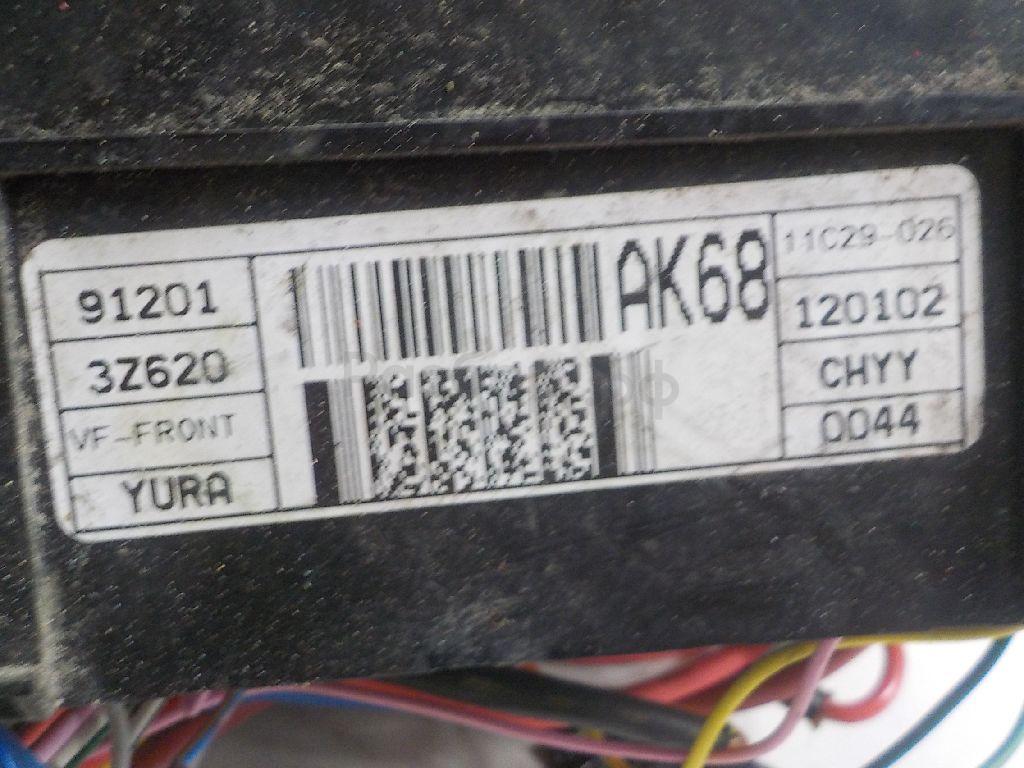 91201
3Z620
VF-FRONT
YURA
AK68
11C29-026
120102
CHYY
0044